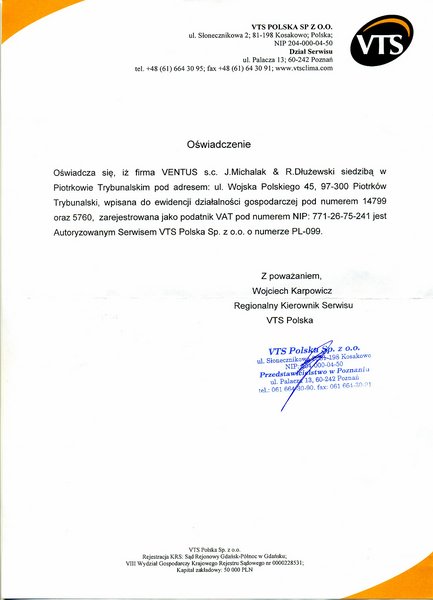 VTS POLSKA SP Z O.O.
ul. Słonecznikowa 2; 81-198 Kosakowo; Polska;
NIP 204-000-04-50
Dział Serwisu
ul. Palacza 13; 60-242 Poznań
tel. +48 (61) 664 30 95; fax +48 (61) 64 30 91; www.vtsclima.com
VTS
Oświadczenie
Oświadcza się, iż firma VENTUS s.c. J.Michalak & R.Dłużewski siedzibą w
Piotrkowie Trybunalskim pod adresem: ul. Wojska Polskiego 45, 97-300 Piotrków
Trybunalski, wpisana do ewidencji działalności gospodarczej pod numerem 14799
oraz 5760, zarejestrowana jako podatnik VAT pod numerem NIP: 771-26-75-241 jest
Autoryzowanym Serwisem VTS Polska Sp. z o.o. o numerze PL-099.
Z poważaniem,
Wojciech Karpowicz
Regionalny Kierownik Serwisu
VTS Polska
VTS Polska Sp. z o.o.
ul. Słonecznikowa 81-198 Kosakowo
NIP: 204-000-04-50
Przedstawicielstwo w Poznaniu
ul. Palacza 13, 60-242 Poznań
tel.: 061 664-30-90, fax: 061 664-30-91
VTS Polska Sp. z o.o.
Rejestracja KRS: Sąd Rejonowy Gdańsk-Północ w Gdańsku;
VIII Wydział Gospodarczy Krajowego Rejestru Sądowego nr 0000228531;
Kapitał zakładowy: 50 000 PLN